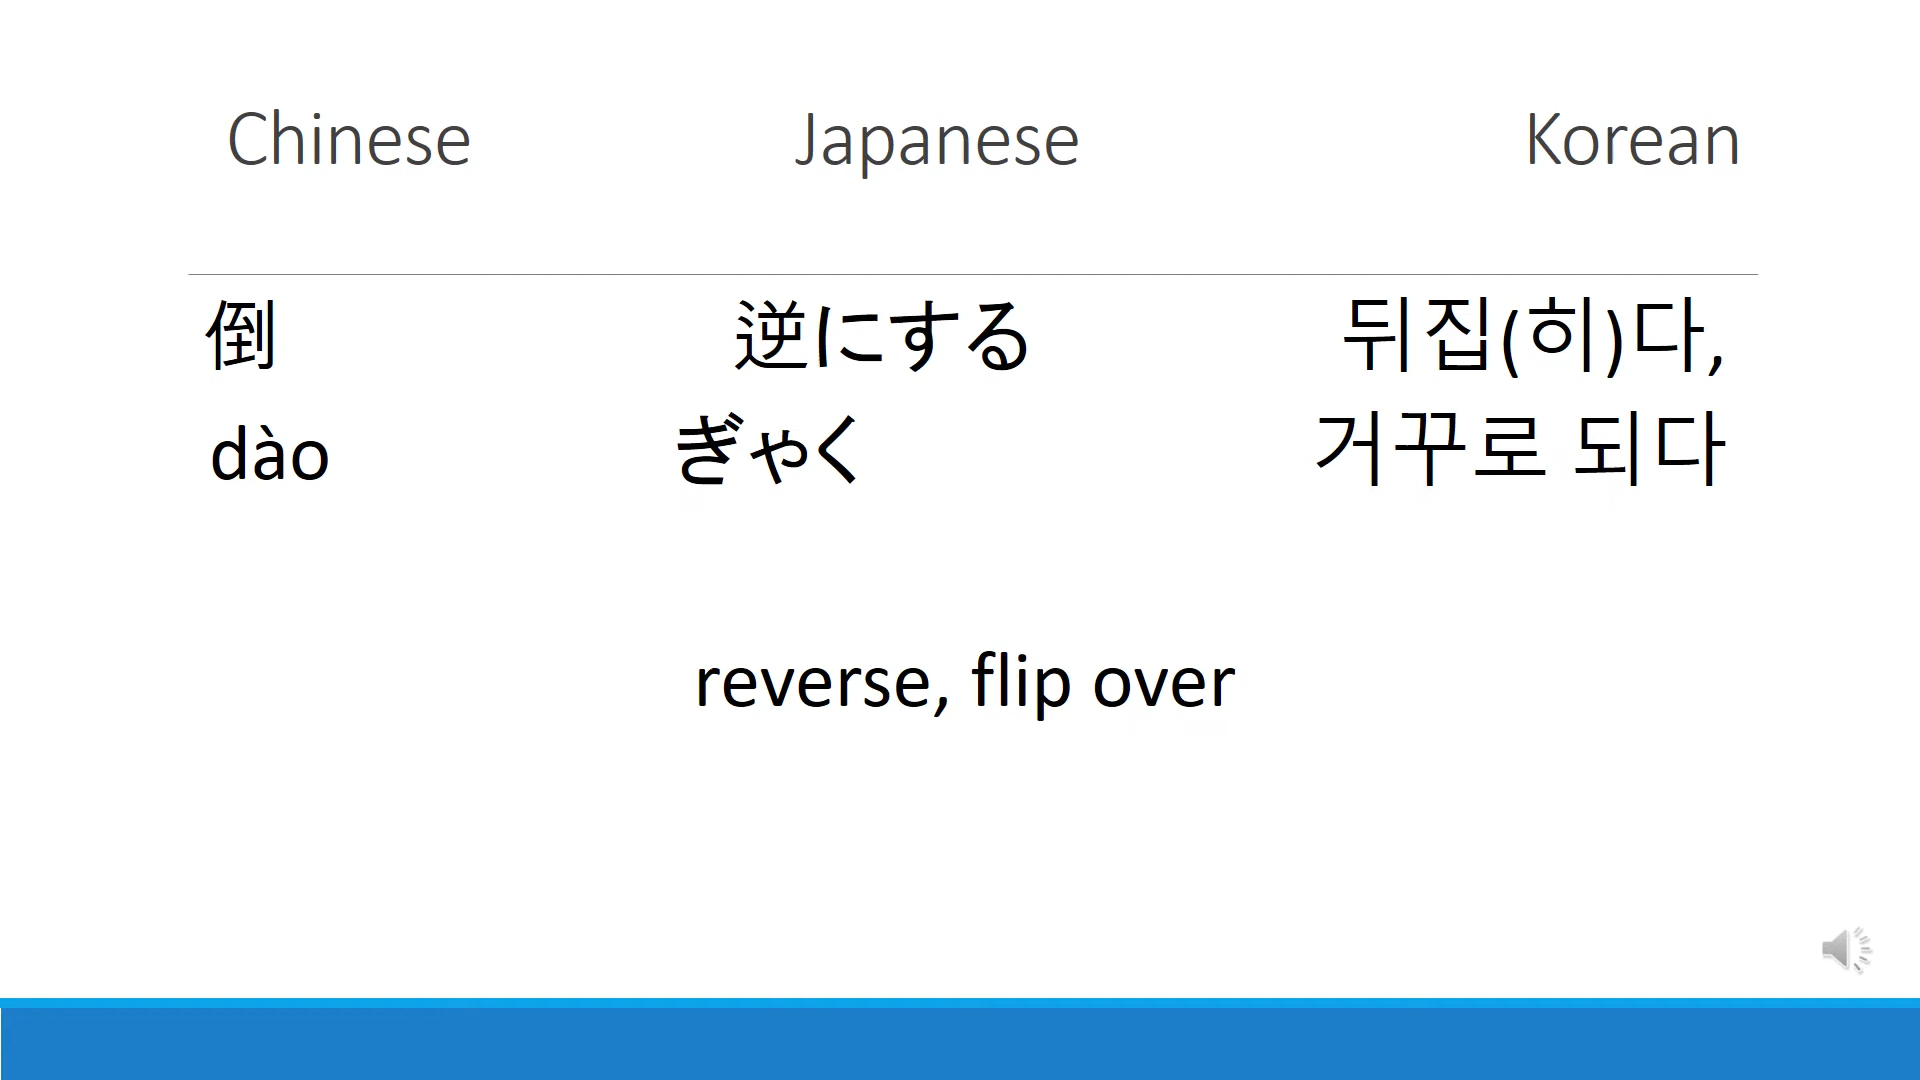 Chinese Japanese Korean
倒 逆にする 뒤집(히)다,
dào ぎゃく 거꾸로 되다
reverse, flip over